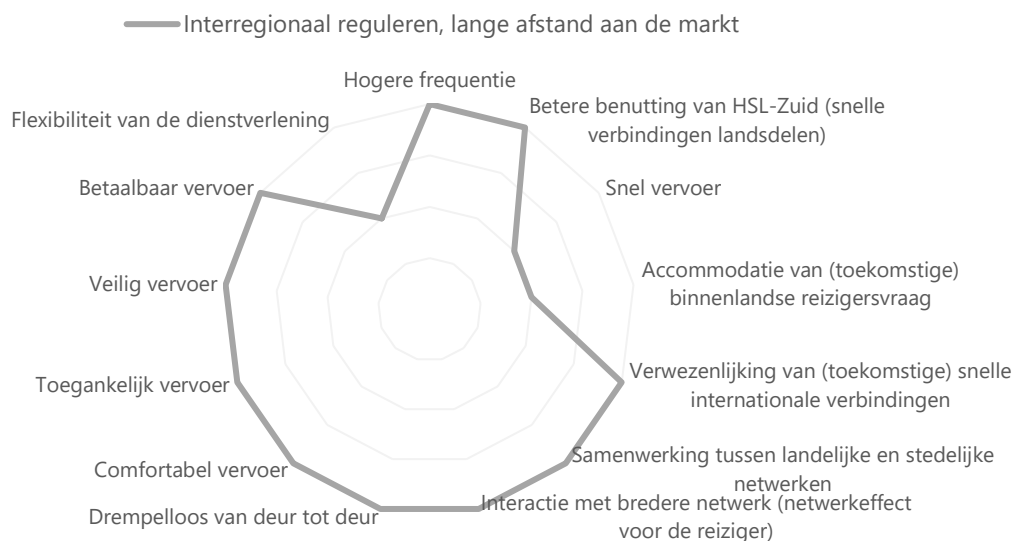 Interregionaal reguleren, lange afstand aan de markt
Hogere frequentie
Betere benutting van HSL-Zuid (snelle
verbindingen landsdelen)
Snel vervoer
Accommodatie van (toekomstige)
binnenlandse reizigersvraag
Verwezenlijking van (toekomstige) snelle
internationale verbindingen
Samenwerking tussen landelijke en stedelijke
netwerken
Interactie met bredere netwerk (netwerkeffect
voor de reiziger)
Drempelloos van deur tot deur
Comfortabel vervoer
Toegankelijk vervoer
Veilig vervoer
Betaalbaar vervoer
Flexibiliteit van de dienstverlening